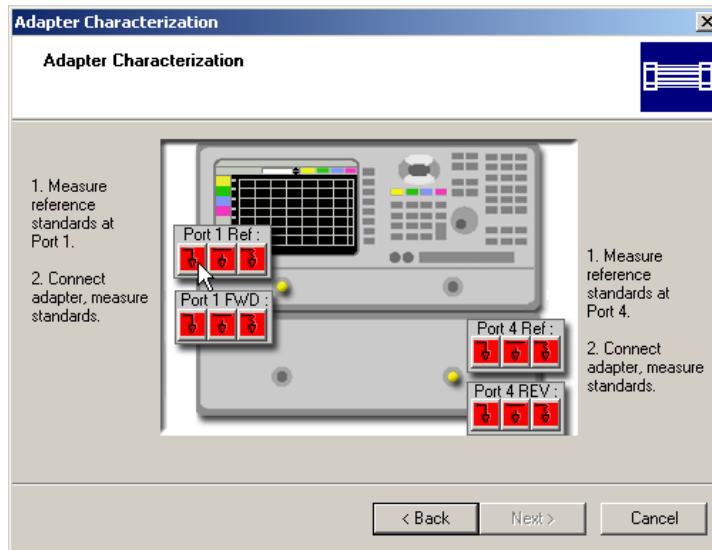 Adapter Characterization
Adapter Characterization
1. Measure
reference
standards at
Port 1.
2. Connect
adapter, measure
standards.
Port 1 Ref :
Port 1 FWD :
Port 4 Ref :
Port 4 REV :
1. Measure
reference
standards at
Port 4.
2. Connect
adapter, measure
standards.
< Back
Next >
Cancel